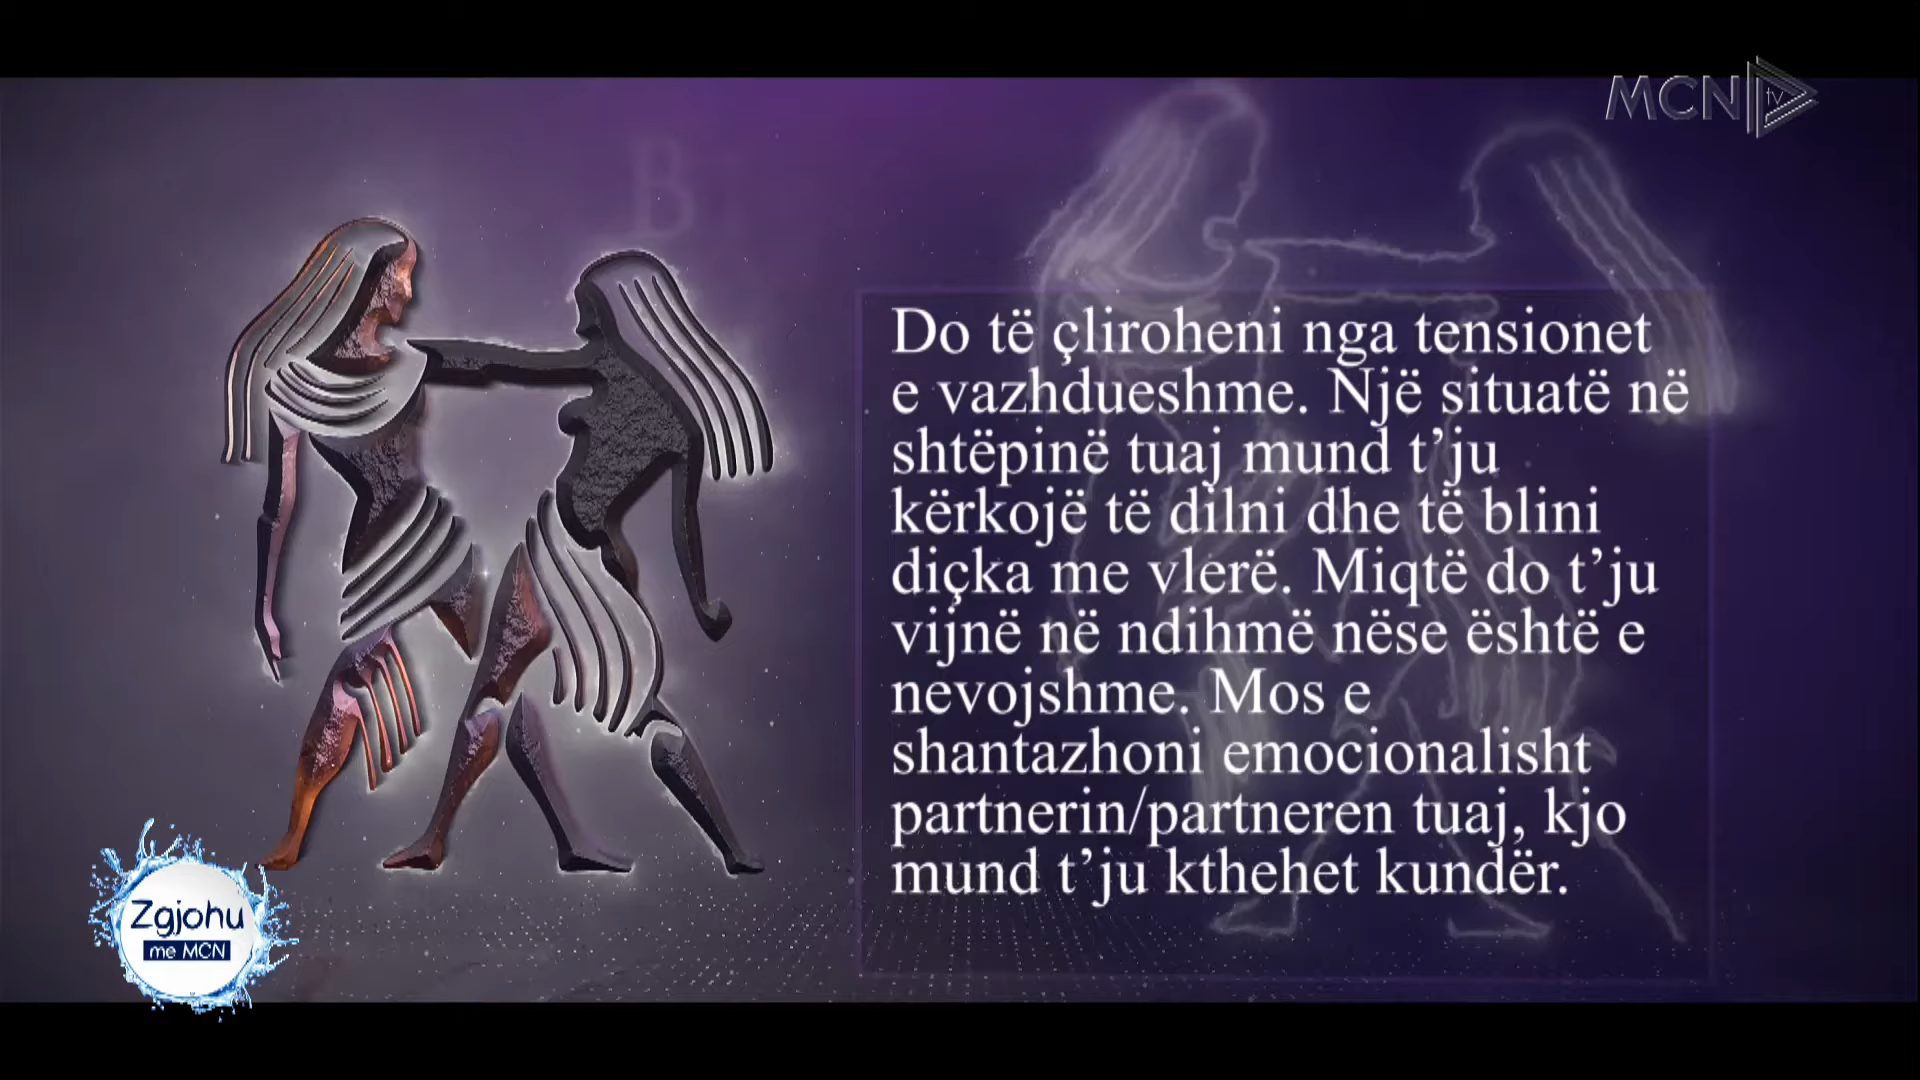 MCN tv
Do të çliroheni nga tensionet
e vazhdueshme. Një situatë në
shtëpinë tuaj mund t’ju
kërkojë të dilni dhe të blini
diçka me vlerë. Miqtë do t’ju
vijnë në ndihmë nëse është e
nevojshme. Mos e
shantazhoni emocionalisht
partnerin/partneren tuaj, kjo
mund t’ju kthehet kundër.
Zgjohu
me MCN